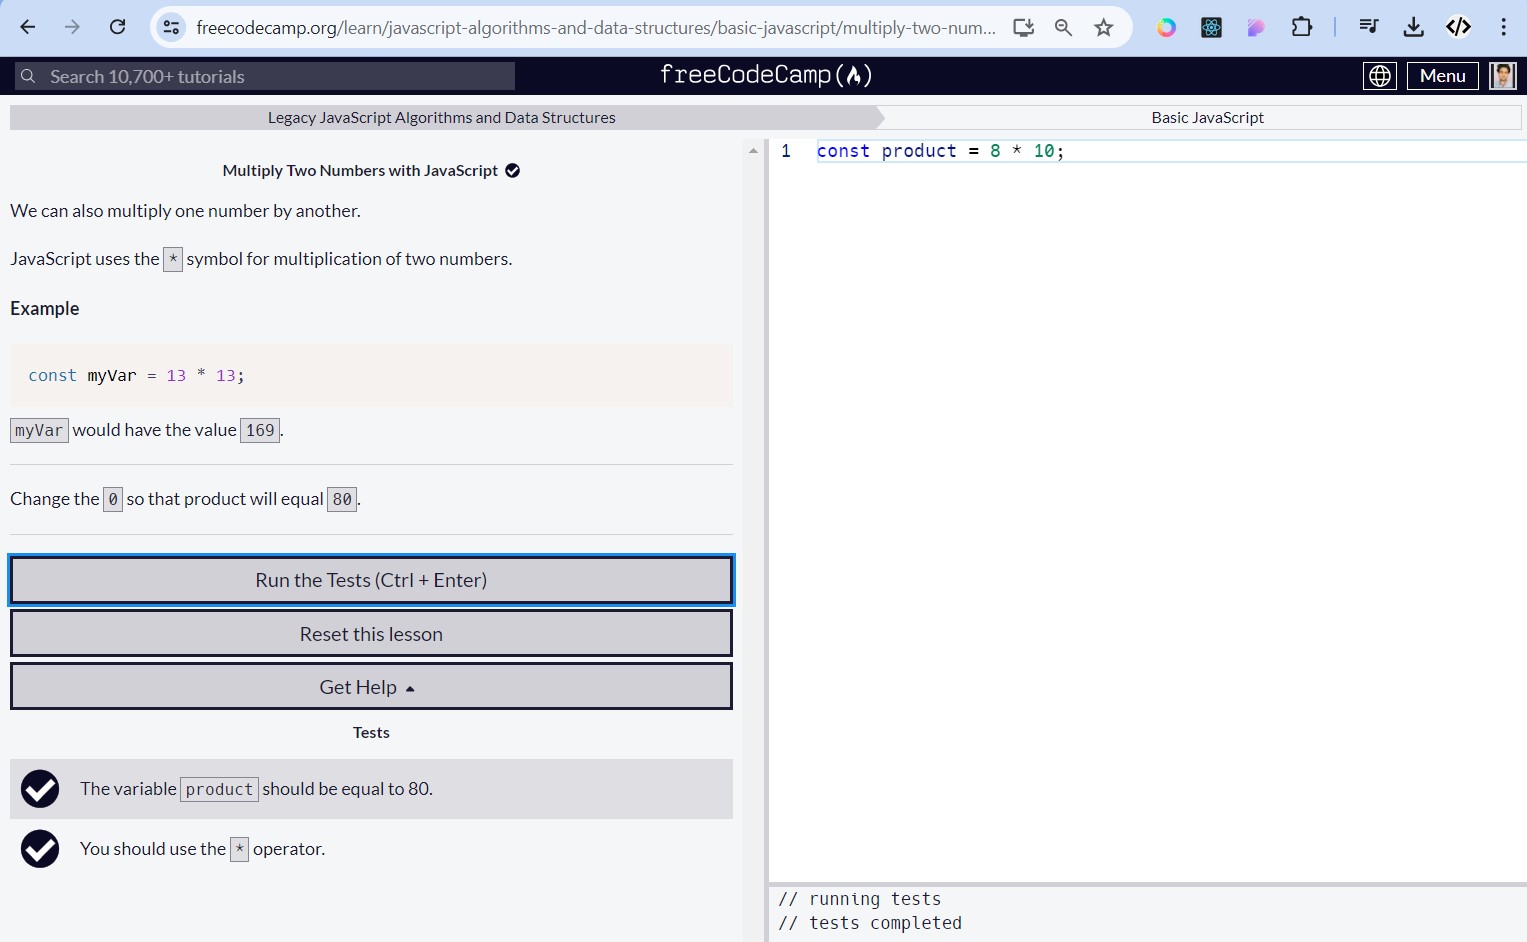 freecodecamp.org/learn/javascript-algorithms-and-data-structures/basic-javascript/multiply-two-num...
Search 10,700+ tutorials
freeCodeCamp
Menu
Legacy JavaScript Algorithms and Data Structures
Basic JavaScript
Multiply Two Numbers with JavaScript
We can also multiply one number by another.
JavaScript uses the * symbol for multiplication of two numbers.
Example
const myVar = 13 * 13;
myVar would have the value 169.
Change the 0 so that product will equal 80.
Run the Tests (Ctrl + Enter)
Reset this lesson
Get Help
Tests
The variable product should be equal to 80.
You should use the * operator.
1 const product = 8 * 10;
// running tests
// tests completed